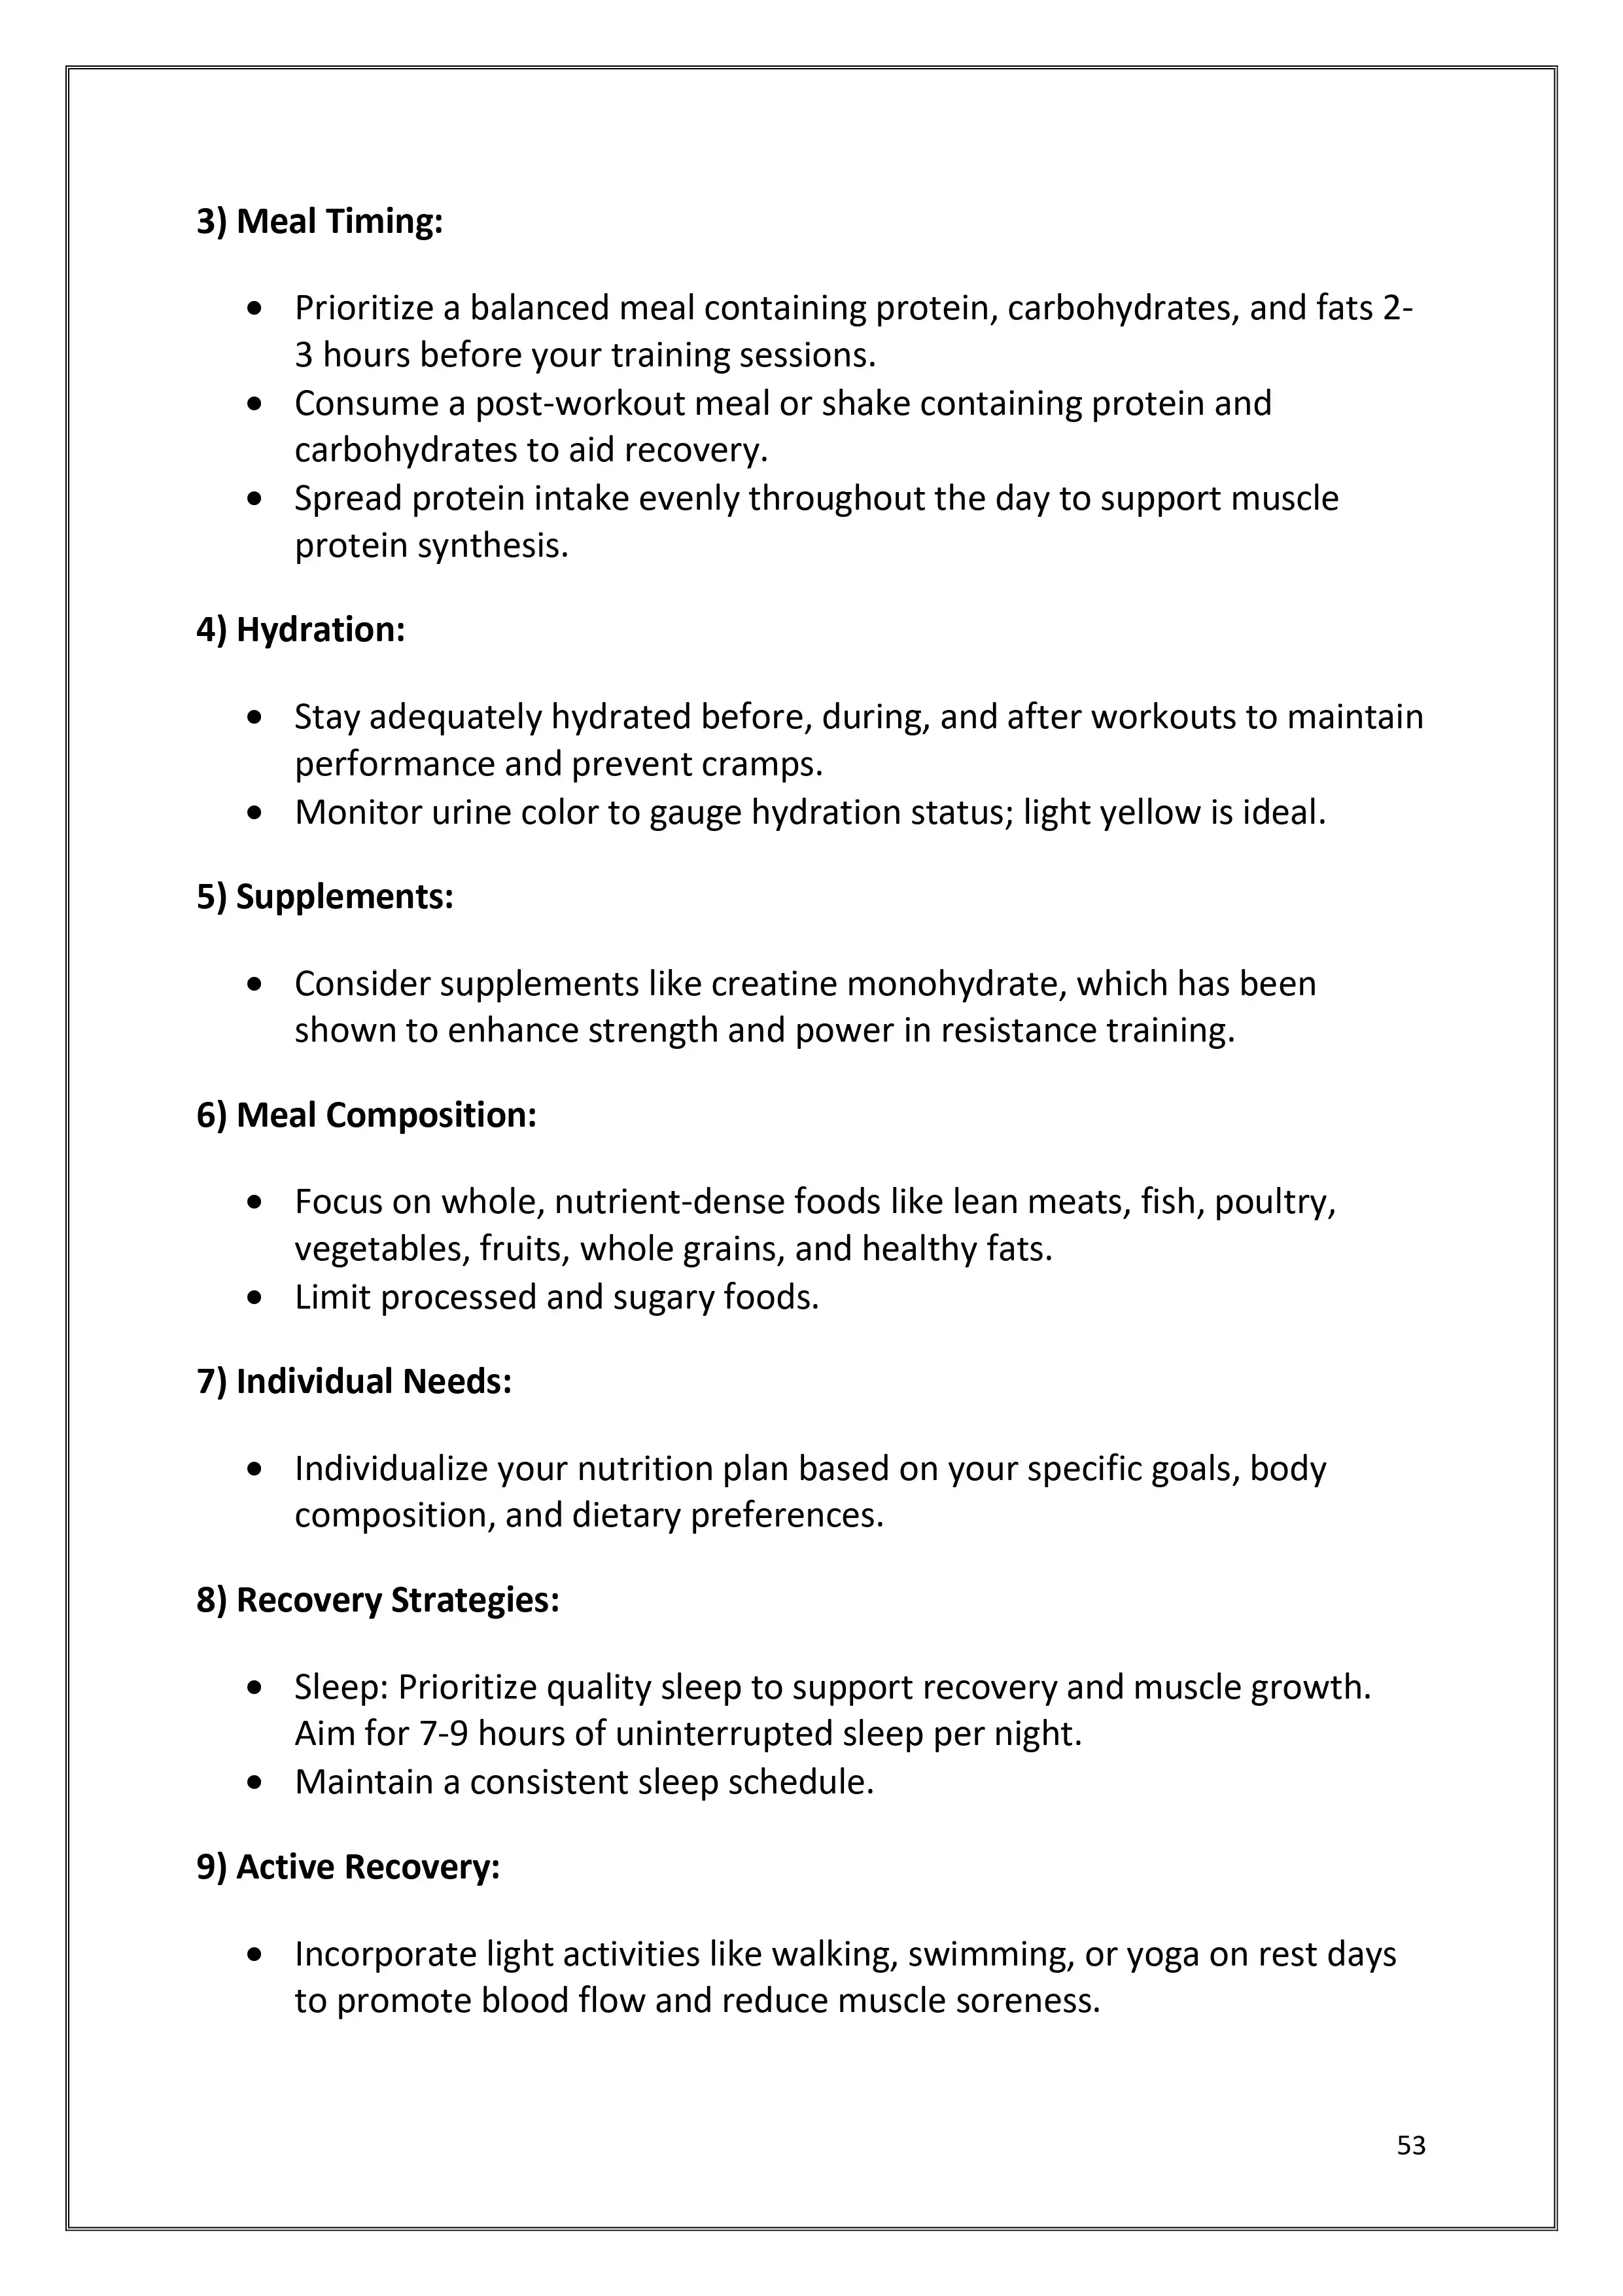 3) Meal Timing:
• Prioritize a balanced meal containing protein, carbohydrates, and fats 2-
3 hours before your training sessions.
• Consume a post-workout meal or shake containing protein and
carbohydrates to aid recovery.
• Spread protein intake evenly throughout the day to support muscle
protein synthesis.
4) Hydration:
• Stay adequately hydrated before, during, and after workouts to maintain
performance and prevent cramps.
• Monitor urine color to gauge hydration status; light yellow is ideal.
5) Supplements:
• Consider supplements like creatine monohydrate, which has been
shown to enhance strength and power in resistance training.
6) Meal Composition:
• Focus on whole, nutrient-dense foods like lean meats, fish, poultry,
vegetables, fruits, whole grains, and healthy fats.
• Limit processed and sugary foods.
7) Individual Needs:
• Individualize your nutrition plan based on your specific goals, body
composition, and dietary preferences.
8) Recovery Strategies:
• Sleep: Prioritize quality sleep to support recovery and muscle growth.
Aim for 7-9 hours of uninterrupted sleep per night.
• Maintain a consistent sleep schedule.
9) Active Recovery:
• Incorporate light activities like walking, swimming, or yoga on rest days
to promote blood flow and reduce muscle soreness.
53